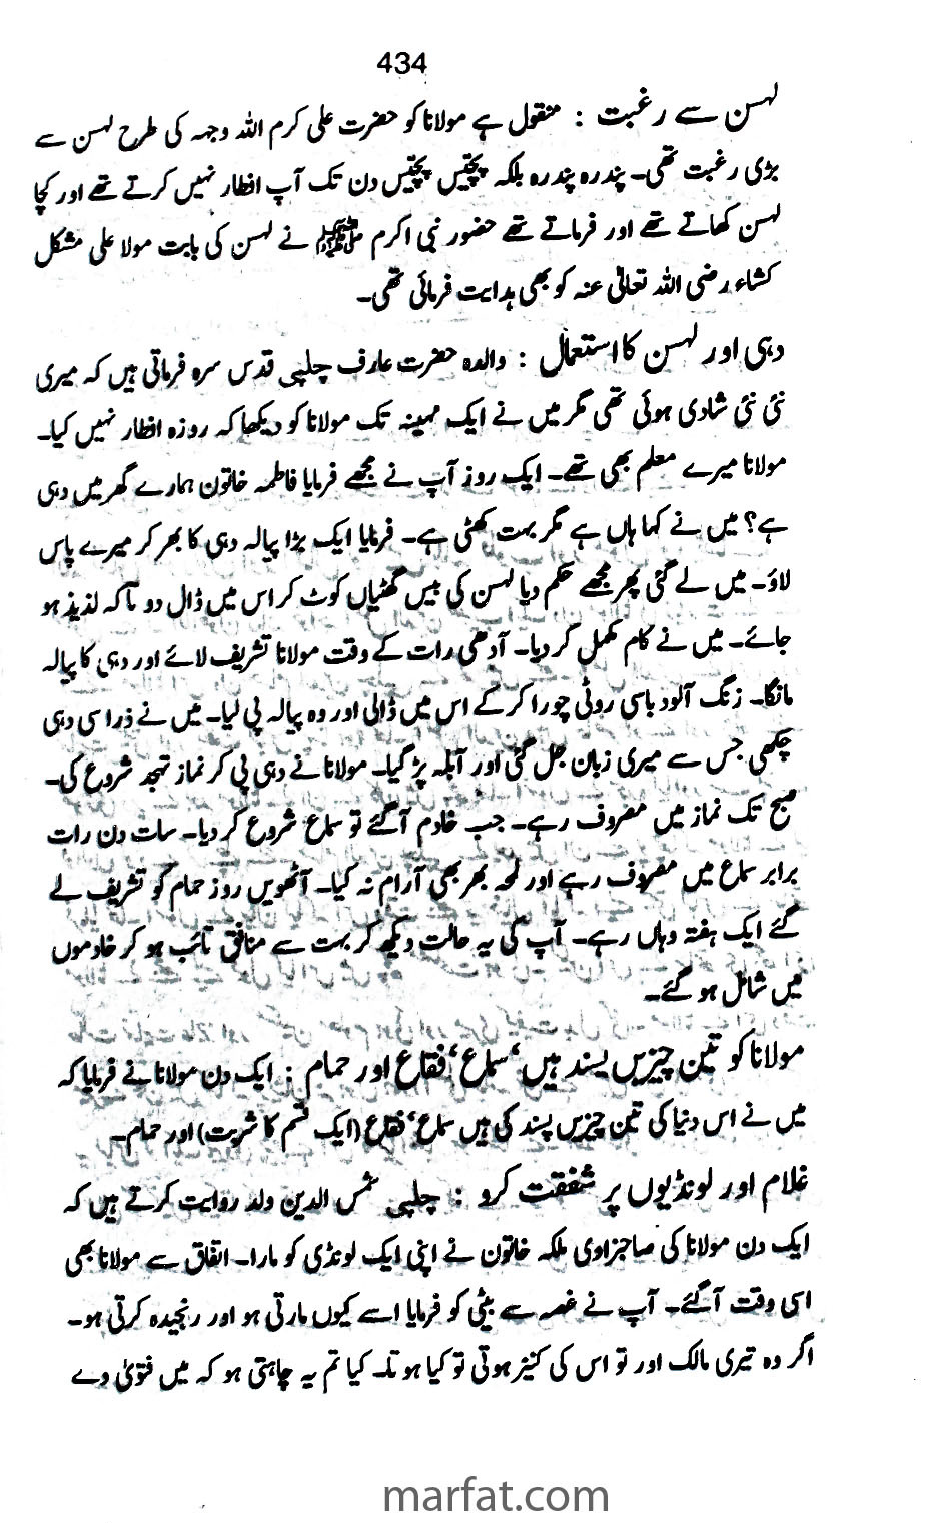 434
لہسن سے رغبت : منقول ہے مولانا کو حضرت علی کرم اللہ وجہہ کی طرح لہسن سے
بڑی رغبت تھی۔ پندرہ پندرہ بلکہ پچیس پچیس دن تک آپ افطار نہیں کرتے تھے اور کچا
لہسن کھاتے تھے اور فرماتے تھے حضور نبی اکرم ﷺ نے لہسن کی بابت مولا علی مشکل
کشاء رضی اللہ تعالیٰ عنہ کو بھی ہدایت فرمائی تھی۔
دہی اور لہسن کا استعمال : والدہ حضرت عارف چلپی قدس سرہ فرماتی ہیں کہ میری
نئی نئی شادی ہوئی تھی مگر میں نے ایک مہینہ تک مولانا کو دیکھا کہ روزہ افطار نہیں کیا۔
مولانا میرے معلم بھی تھے۔ ایک روز آپ نے مجھے فرمایا فاطمہ خاتون ہمارے گھر میں دہی
ہے؟ میں نے کہا ہاں ہے مگر بہت کھٹی ہے۔ فرمایا ایک بڑا پیالہ دہی کا بھر کر میرے پاس
لاؤ۔ میں لے گئی پھر مجھے حکم دیا لہسن کی بیس گھٹیاں کوٹ کر اس میں ڈال دو تاکہ لذیذ ہو
جائے۔ میں نے کام مکمل کر دیا۔ آدھی رات کے وقت مولانا تشریف لائے اور دہی کا پیالہ
مانگا۔ زنگ آلود باسی روٹی چورا کر کے اس میں ڈالی اور وہ پیالہ پی لیا۔ میں نے ذرا سی دہی
چکھی جس سے میری زبان جل گئی اور آبلہ پڑ گیا۔ مولانا نے دہی پی کر نماز تہجد شروع کی۔
صبح تک نماز میں مصروف رہے۔ جب خادم آگئے تو سماع شروع کر دیا۔ سات دن رات
برابر سماع میں مصروف رہے اور لمحہ بھر بھی آرام نہ کیا۔ آٹھویں روز حمام کو تشریف لے
گئے ایک ہفتہ وہاں رہے۔ آپ کی یہ حالت دیکھ کر بہت سے منافق تائب ہو کر خادموں
میں شامل ہو گئے۔
مولانا کو تین چیزیں پسند ہیں‘ سماع‘ فقاع اور حمام : ایک دن مولانا نے فرمایا کہ
میں نے اس دنیا کی تین چیزیں پسند کی ہیں سماع‘ فقاع (ایک قسم کا شربت) اور حمام۔
غلام اور لونڈیوں پر شفقت کرو : چلپی شمس الدین ولد روایت کرتے ہیں کہ
ایک دن مولانا کی صاحبزادی ملکہ خاتون نے اپنی ایک لونڈی کو مارا۔ اتفاق سے مولانا بھی
اسی وقت آگئے۔ آپ نے غصہ سے بیٹی کو فرمایا اسے کیوں مارتی ہو اور رنجیدہ کرتی ہو۔
اگر وہ تیری مالک اور تو اس کی کنیز ہوتی تو کیا ہوتا۔ کیا تم یہ چاہتی ہو کہ میں فتویٰ دے
marfat.com